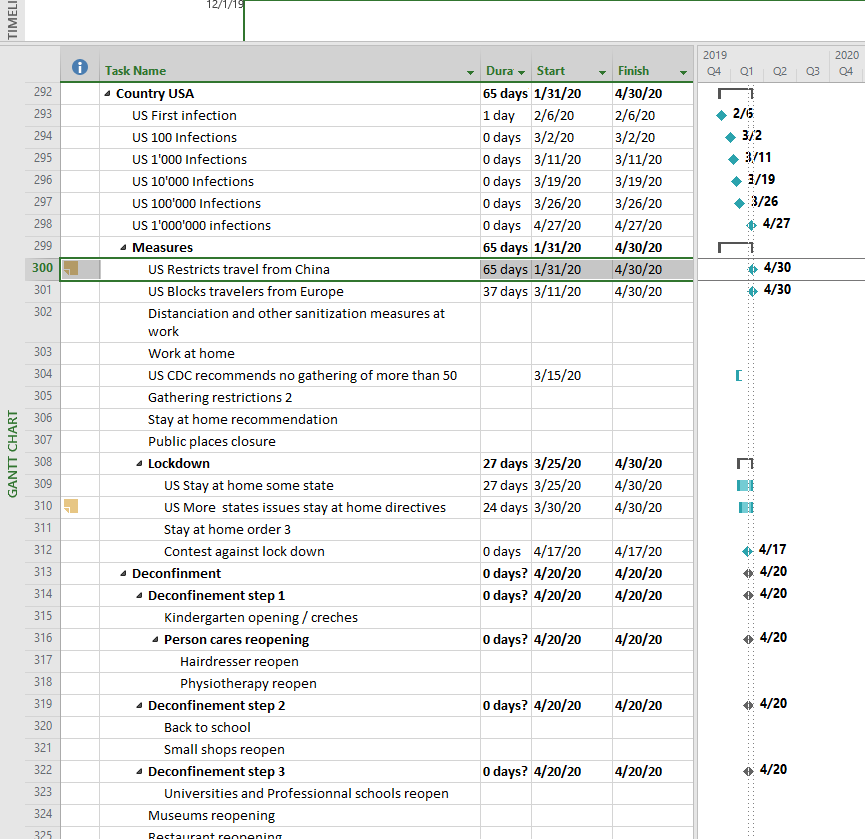 TIMELI
12/1/19
GANTT CHART
Task Name Dura Start Finish
2019 2020
Q4 Q1 Q2 Q3 Q4
292 Country USA 65 days 1/31/20 4/30/20
293 US First infection 1 day 2/6/20 2/6/20 2/6
294 US 100 Infections 0 days 3/2/20 3/2/20 3/2
295 US 1'000 Infections 0 days 3/11/20 3/11/20 3/11
296 US 10'000 Infections 0 days 3/19/20 3/19/20 3/19
297 US 100'000 Infections 0 days 3/26/20 3/26/20 3/26
298 US 1'000'000 infections 0 days 4/27/20 4/27/20 4/27
299 Measures 65 days 1/31/20 4/30/20
300 US Restricts travel from China 65 days 1/31/20 4/30/20 4/30
301 US Blocks travelers from Europe 37 days 3/11/20 4/30/20 4/30
302 Distanciation and other sanitization measures at
work
303 Work at home
304 US CDC recommends no gathering of more than 50 3/15/20
305 Gathering restrictions 2
306 Stay at home recommendation
307 Public places closure
308 Lockdown 27 days 3/25/20 4/30/20
309 US Stay at home some state 27 days 3/25/20 4/30/20
310 US More states issues stay at home directives 24 days 3/30/20 4/30/20
311 Stay at home order 3
312 Contest against lock down 0 days 4/17/20 4/17/20 4/17
313 Deconfinment 0 days? 4/20/20 4/20/20 4/20
314 Deconfinement step 1 0 days? 4/20/20 4/20/20 4/20
315 Kindergarten opening / creches
316 Person cares reopening 0 days? 4/20/20 4/20/20 4/20
317 Hairdresser reopen
318 Physiotherapy reopen
319 Deconfinement step 2 0 days? 4/20/20 4/20/20 4/20
320 Back to school
321 Small shops reopen
322 Deconfinement step 3 0 days? 4/20/20 4/20/20 4/20
323 Universities and Professionnal schools reopen
324 Museums reopening
325 Restaurant reopening